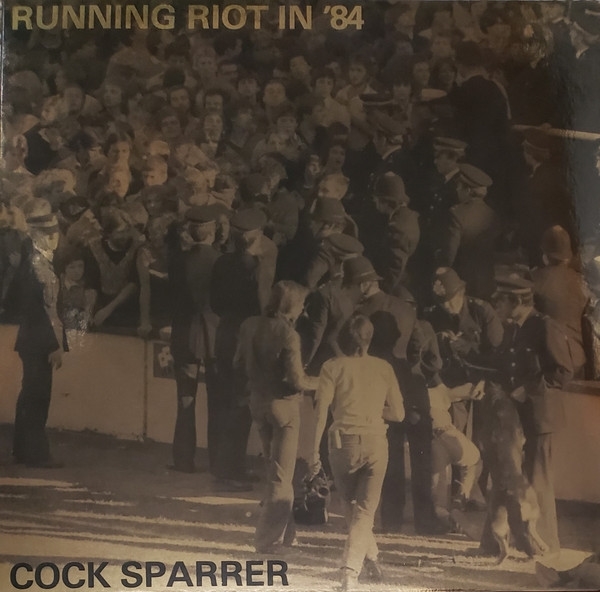 RUNNING RIOT IN '84
COCK SPARRER